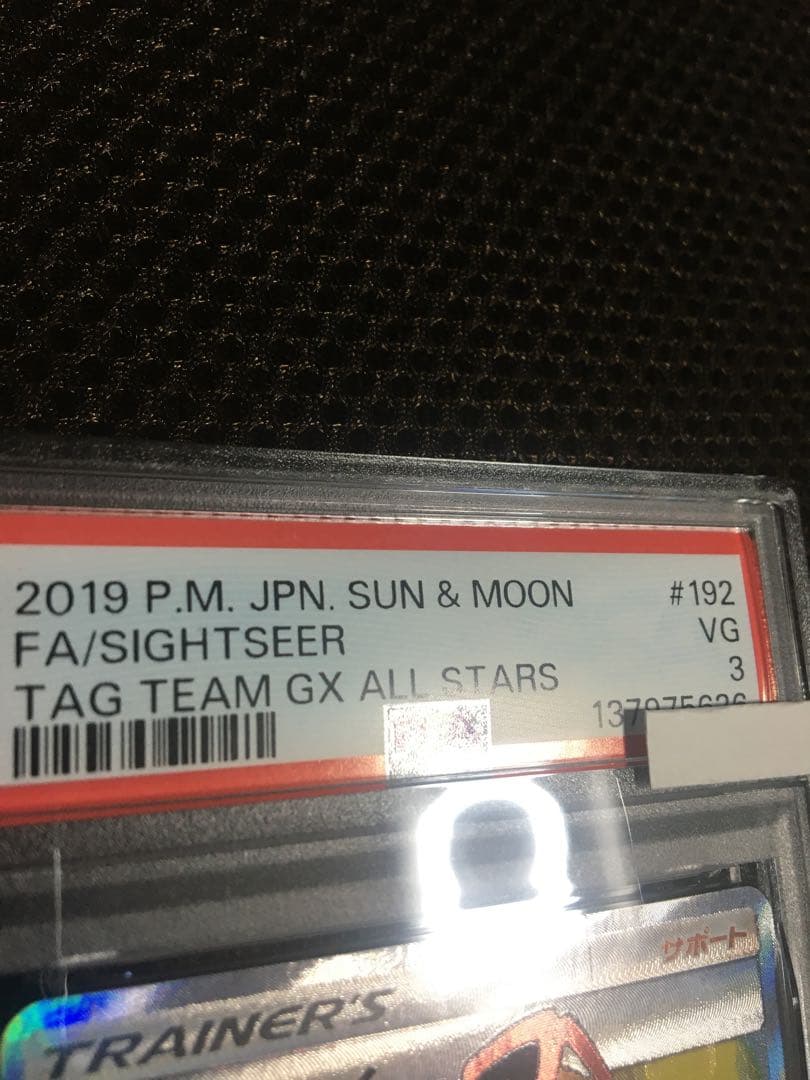 2019 P.M. JPN. SUN & MOON #192
FA/SIGHTSEER VG
TAG TEAM GX ALL STARS 3
サポート
TRAINER'S